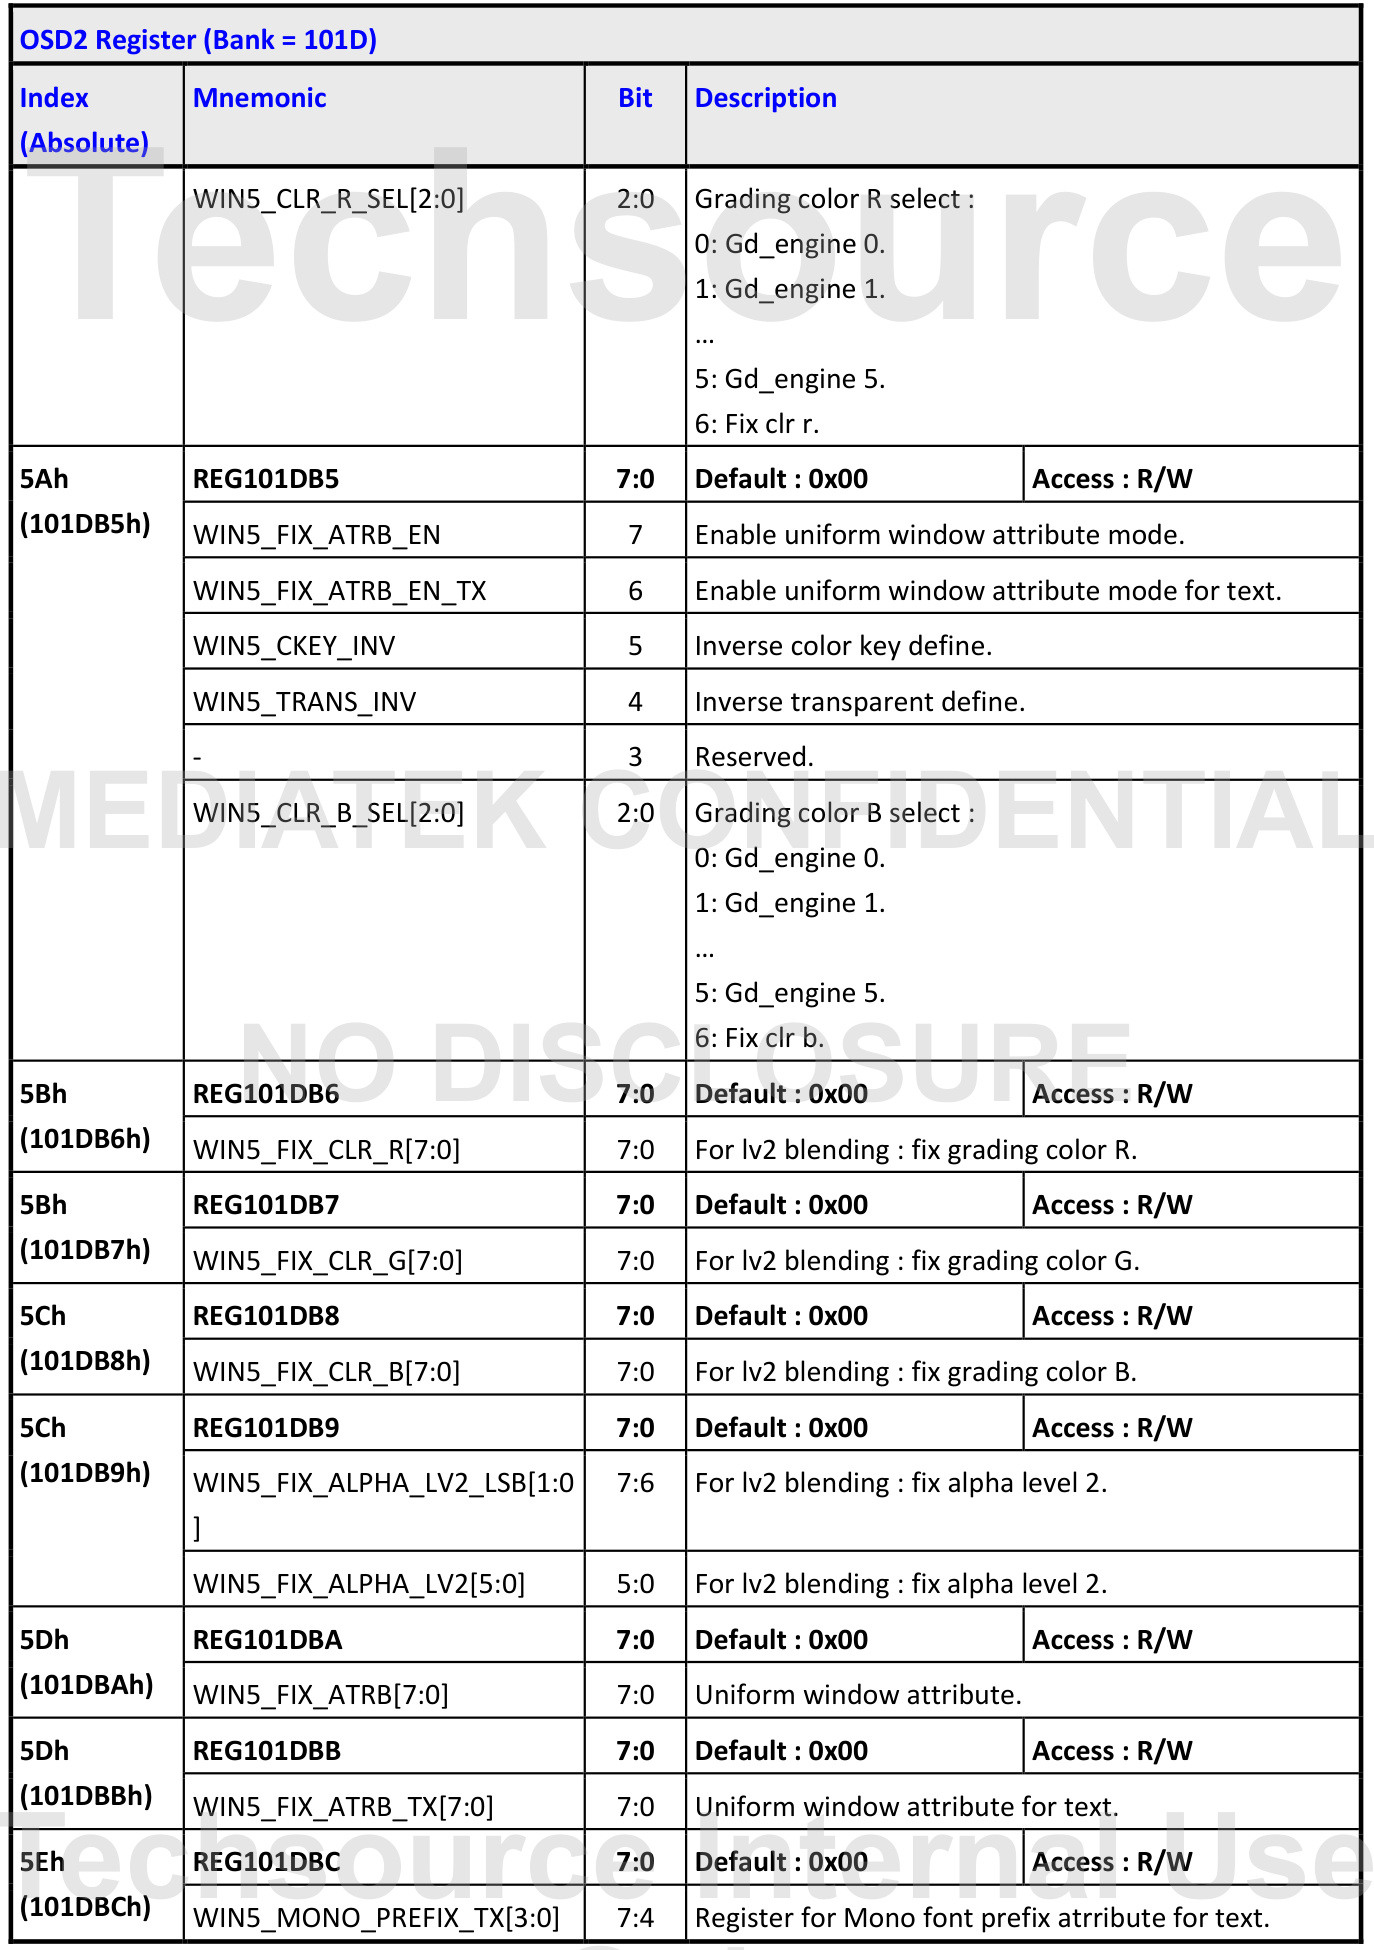 OSD2 Register (Bank = 101D)
Index (Absolute) Mnemonic Bit Description
WIN5_CLR_R_SEL[2:0] 2:0 Grading color R select :
0: Gd_engine 0.
1: Gd_engine 1.
...
5: Gd_engine 5.
6: Fix clr r.
5Ah (101DB5h) REG101DB5 7:0 Default : 0x00 Access : R/W
WIN5_FIX_ATRB_EN 7 Enable uniform window attribute mode.
WIN5_FIX_ATRB_EN_TX 6 Enable uniform window attribute mode for text.
WIN5_CKEY_INV 5 Inverse color key define.
WIN5_TRANS_INV 4 Inverse transparent define.
- 3 Reserved.
WIN5_CLR_B_SEL[2:0] 2:0 Grading color B select :
0: Gd_engine 0.
1: Gd_engine 1.
...
5: Gd_engine 5.
6: Fix clr b.
5Bh (101DB6h) REG101DB6 7:0 Default : 0x00 Access : R/W
WIN5_FIX_CLR_R[7:0] 7:0 For lv2 blending : fix grading color R.
5Bh (101DB7h) REG101DB7 7:0 Default : 0x00 Access : R/W
WIN5_FIX_CLR_G[7:0] 7:0 For lv2 blending : fix grading color G.
5Ch (101DB8h) REG101DB8 7:0 Default : 0x00 Access : R/W
WIN5_FIX_CLR_B[7:0] 7:0 For lv2 blending : fix grading color B.
5Ch (101DB9h) REG101DB9 7:0 Default : 0x00 Access : R/W
WIN5_FIX_ALPHA_LV2_LSB[1:0
] 7:6 For lv2 blending : fix alpha level 2.
WIN5_FIX_ALPHA_LV2[5:0] 5:0 For lv2 blending : fix alpha level 2.
5Dh (101DBAh) REG101DBA 7:0 Default : 0x00 Access : R/W
WIN5_FIX_ATRB[7:0] 7:0 Uniform window attribute.
5Dh (101DBBh) REG101DBB 7:0 Default : 0x00 Access : R/W
WIN5_FIX_ATRB_TX[7:0] 7:0 Uniform window attribute for text.
5Eh (101DBCh) REG101DBC 7:0 Default : 0x00 Access : R/W
WIN5_MONO_PREFIX_TX[3:0] 7:4 Register for Mono font prefix atrribute for text.
Techsource
MEDIATEK CONFIDENTIAL
NO DISCLOSURE
Techsource Internal Use